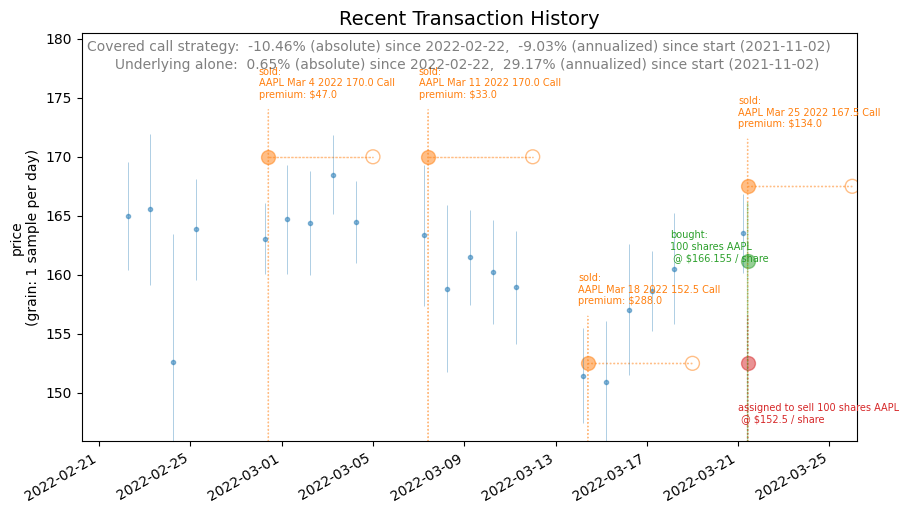 Recent Transaction History
Covered call strategy:  -10.46% (absolute) since 2022-02-22,  -9.03% (annualized) since start (2021-11-02)
Underlying alone:  0.65% (absolute) since 2022-02-22,  29.17% (annualized) since start (2021-11-02)
price
(grain: 1 sample per day)
180
175
170
165
160
155
150
sold:
AAPL Mar 4 2022 170.0 Call
premium: $47.0
sold:
AAPL Mar 11 2022 170.0 Call
premium: $33.0
sold:
AAPL Mar 25 2022 167.5 Call
premium: $134.0
bought:
100 shares AAPL
@ $166.155 / share
sold:
AAPL Mar 18 2022 152.5 Call
premium: $288.0
assigned to sell 100 shares AAPL
@ $152.5 / share
2022-02-21
2022-02-25
2022-03-01
2022-03-05
2022-03-09
2022-03-13
2022-03-17
2022-03-21
2022-03-25